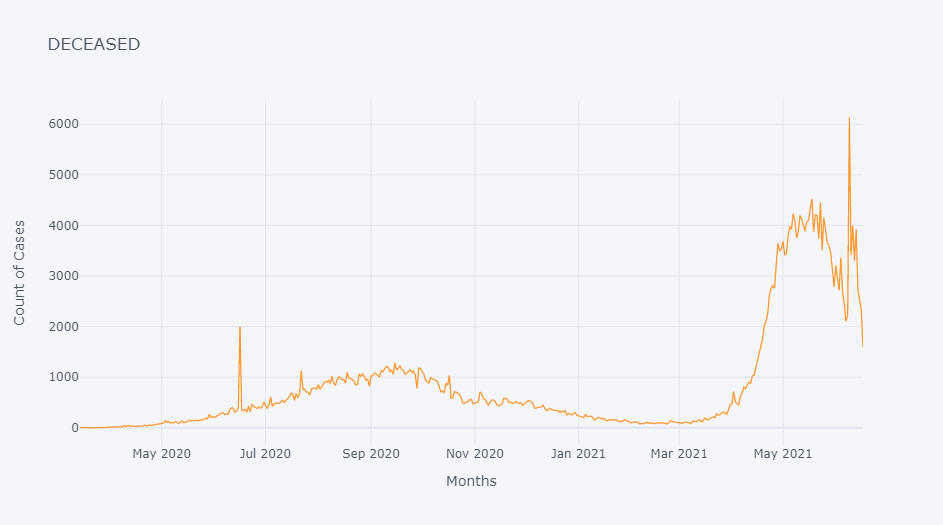 DECEASED
6000
5000
4000
3000
2000
1000
0
Count of Cases
May 2020
Jul 2020
Sep 2020
Nov 2020
Jan 2021
Mar 2021
May 2021
Months